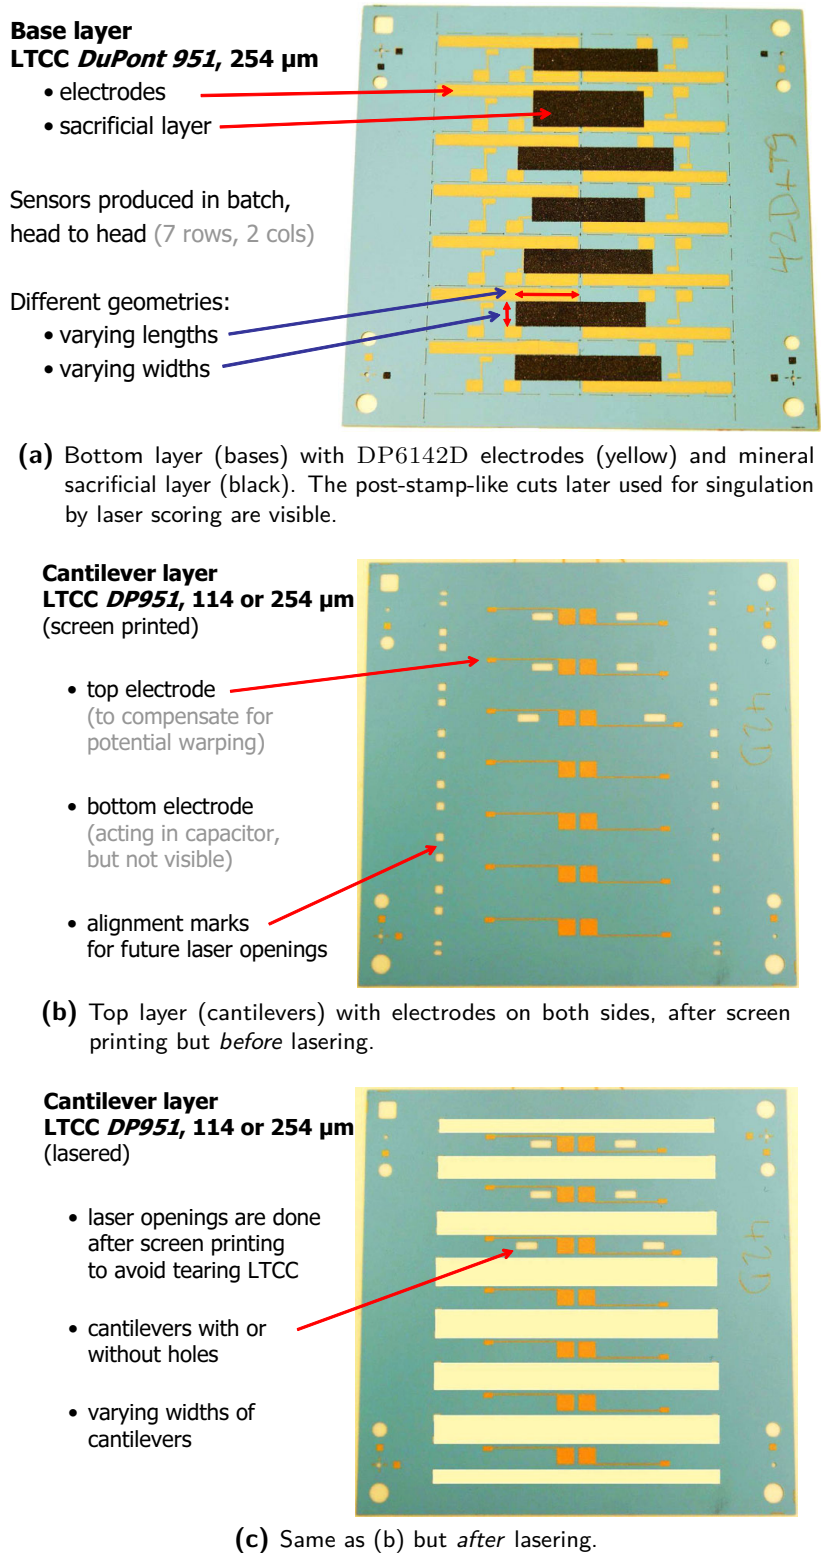 Base layer
LTCC DuPont 951, 254 µm
• electrodes
• sacrificial layer
Sensors produced in batch,
head to head (7 rows, 2 cols)
Different geometries:
• varying lengths
• varying widths
(a) Bottom layer (bases) with DP6142D electrodes (yellow) and mineral
sacrificial layer (black). The post-stamp-like cuts later used for singulation
by laser scoring are visible.
Cantilever layer
LTCC DP951, 114 or 254 µm
(screen printed)
• top electrode
(to compensate for
potential warping)
• bottom electrode
(acting in capacitor,
but not visible)
• alignment marks
for future laser openings
42D
(b) Top layer (cantilevers) with electrodes on both sides, after screen
printing but before lasering.
Cantilever layer
LTCC DP951, 114 or 254 µm
(lasered)
• laser openings are done
after screen printing
to avoid tearing LTCC
• cantilevers with or
without holes
• varying widths of
cantilevers
42D
(c) Same as (b) but after lasering.